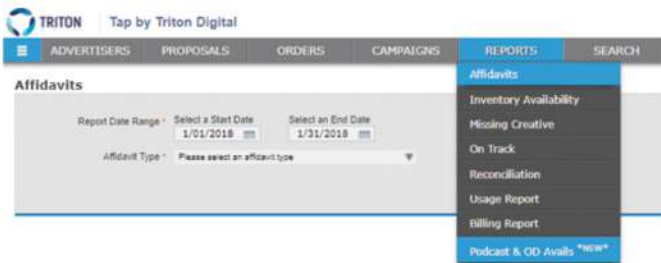 TRITON Tap by Triton Digital
ADVERTISERS PROPOSALS ORDERS CAMPAIGNS REPORTS SEARCH
Affidavits
Report Date Range * Select a Start Date Select an End Date
1/01/2018 1/31/2018
Affidavit Type * Please select an affidavit type
Affidavits
Inventory Availability
Missing Creative
On Track
Reconciliation
Usage Report
Billing Report
Podcast & OD Avails *NEW*